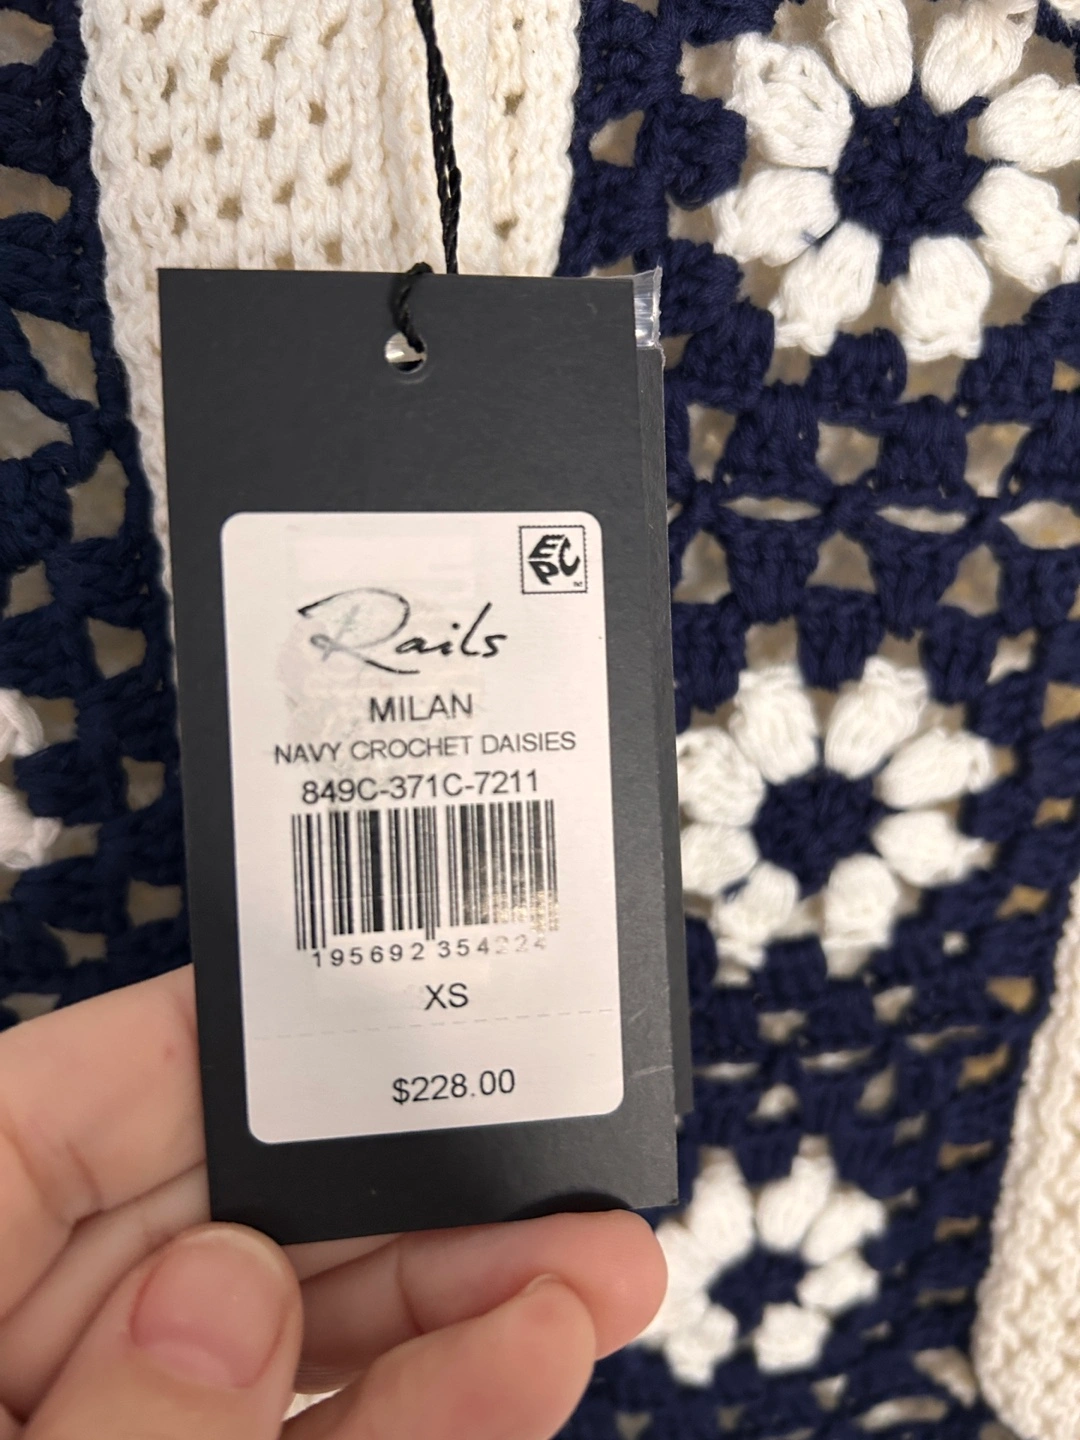 EPC
Rails
MILAN
NAVY CROCHET DAISIES
849C-371C-7211
195692 354224
XS
$228.00